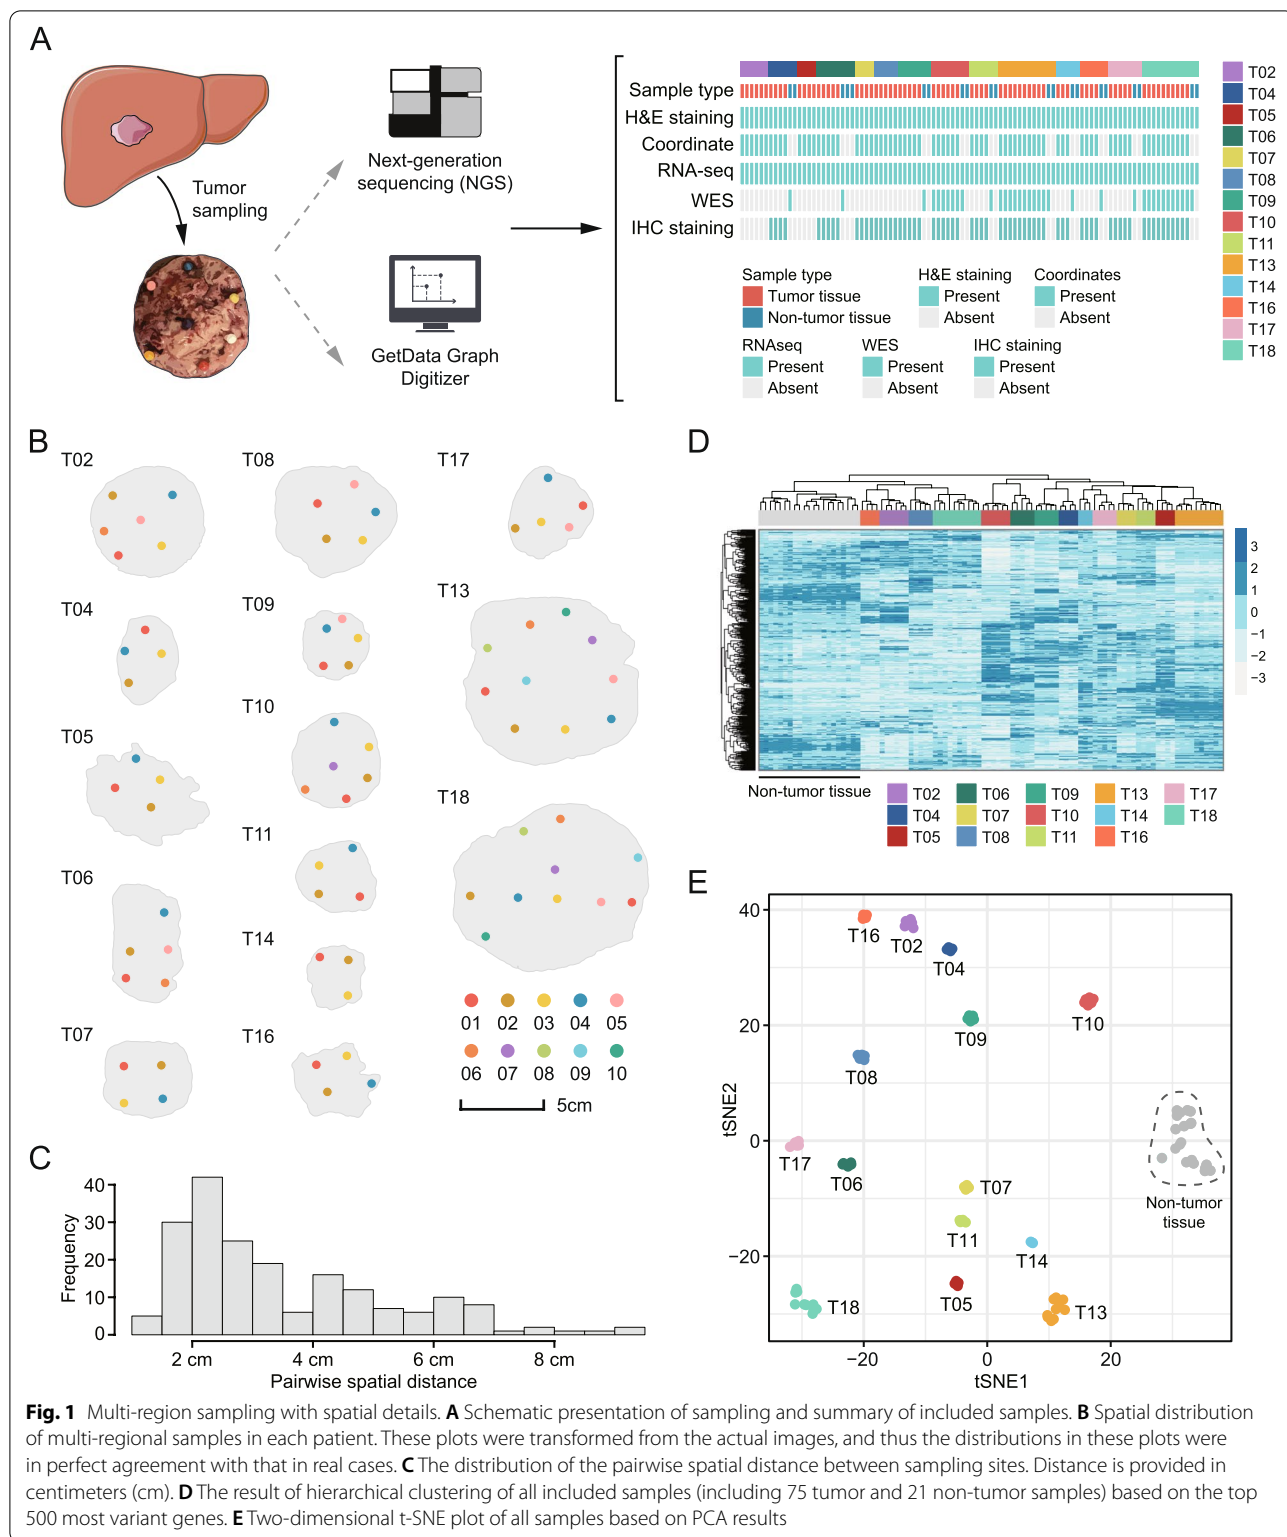 A
Tumor
sampling
Next-generation
sequencing (NGS)
GetData Graph
Digitizer
Sample type
H&E staining
Coordinate
RNA-seq
WES
IHC staining
Sample type
Tumor tissue
Non-tumor tissue
H&E staining
Present
Absent
Coordinates
Present
Absent
RNAseq
Present
Absent
WES
Present
Absent
IHC staining
Present
Absent
T02
T04
T05
T06
T07
T08
T09
T10
T11
T13
T14
T16
T17
T18
B
T02
T04
T05
T06
T07
T08
T09
T10
T11
T14
T16
T17
T13
T18
01 02 03 04 05
06 07 08 09 10
5cm
C
Frequency
40
30
20
10
0
2 cm 4 cm 6 cm 8 cm
Pairwise spatial distance
D
3
2
1
0
−1
−2
−3
Non-tumor tissue
T02 T06 T09 T13 T17
T04 T07 T10 T14 T18
T05 T08 T11 T16
E
tSNE2
40
20
0
−20
T16
T02
T04
T10
T09
T08
T17
T06
T07
T11
T14
T05
T18
T13
Non-tumor
tissue
−20 0 20
tSNE1
Fig. 1 Multi-region sampling with spatial details. A Schematic presentation of sampling and summary of included samples. B Spatial distribution
of multi-regional samples in each patient. These plots were transformed from the actual images, and thus the distributions in these plots were
in perfect agreement with that in real cases. C The distribution of the pairwise spatial distance between sampling sites. Distance is provided in
centimeters (cm). D The result of hierarchical clustering of all included samples (including 75 tumor and 21 non-tumor samples) based on the top
500 most variant genes. E Two-dimensional t-SNE plot of all samples based on PCA results